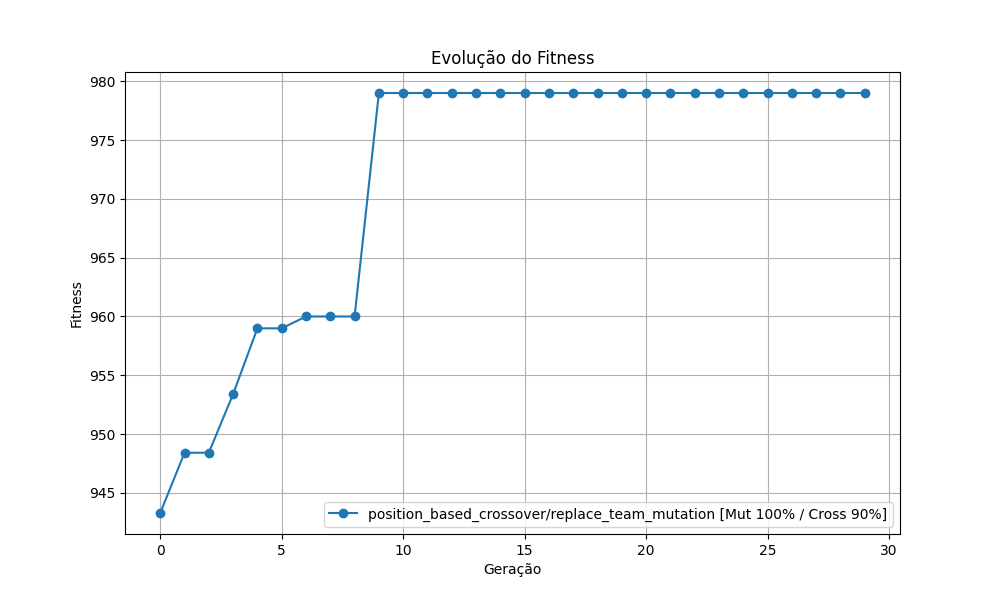 Evolução do Fitness
980
975
970
965
960
955
950
945
Fitness
position_based_crossover/replace_team_mutation [Mut 100% / Cross 90%]
0 5 10 15 20 25 30
Geração